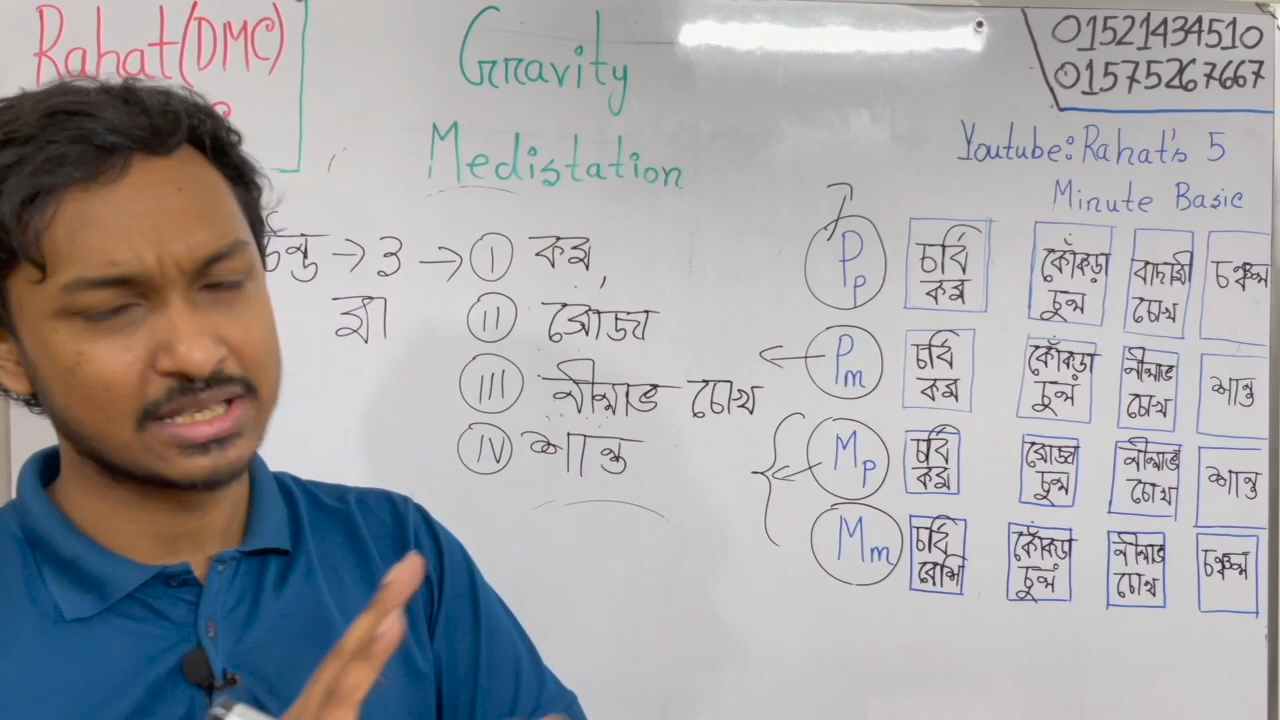 Rahat(DMC)
Gravity
Medistation
01521434510
01575267667
Youtube: Rahat's 5
Minute Basic
→ 3 → I কম,
মা
II সোজা
III নীলাভ চোখ
IV শান্ত
Pp চর্বি কম কোঁকড়া চুল বাদামী চোখ চঞ্চল
Pm চর্বি কম কোঁকড়া চুল নীলাভ চোখ শান্ত
Mp চর্বি কম সোজা চুল নীলাভ চোখ শান্ত
Mm চর্বি বেশি কোঁকড়া চুল নীলাভ চোখ চঞ্চল